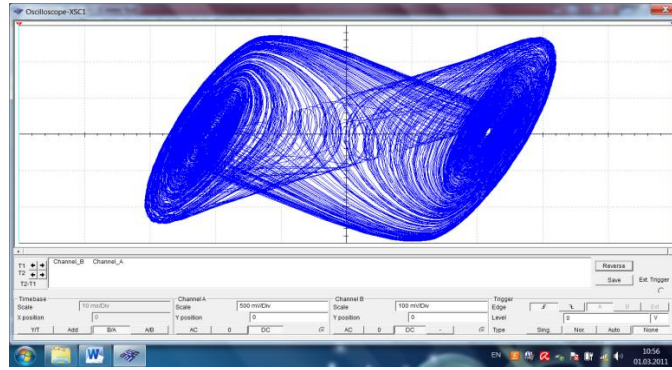 Oscilloscope-XSC1
T1
T2
T2-T1
Channel_B Channel_A
Reverse
Save
Ext. Trigger
Timebase
Scale 10 ms/Div
X position 0
Y/T Add B/A A/B
Channel A
Scale 500 mV/Div
Y position 0
AC 0 DC
Channel B
Scale 100 mV/Div
Y position 0
AC 0 DC -
Trigger
Edge A B Ext
Level 0 V
Type Sing. Nor. Auto None
EN
10:56
01.03.2011